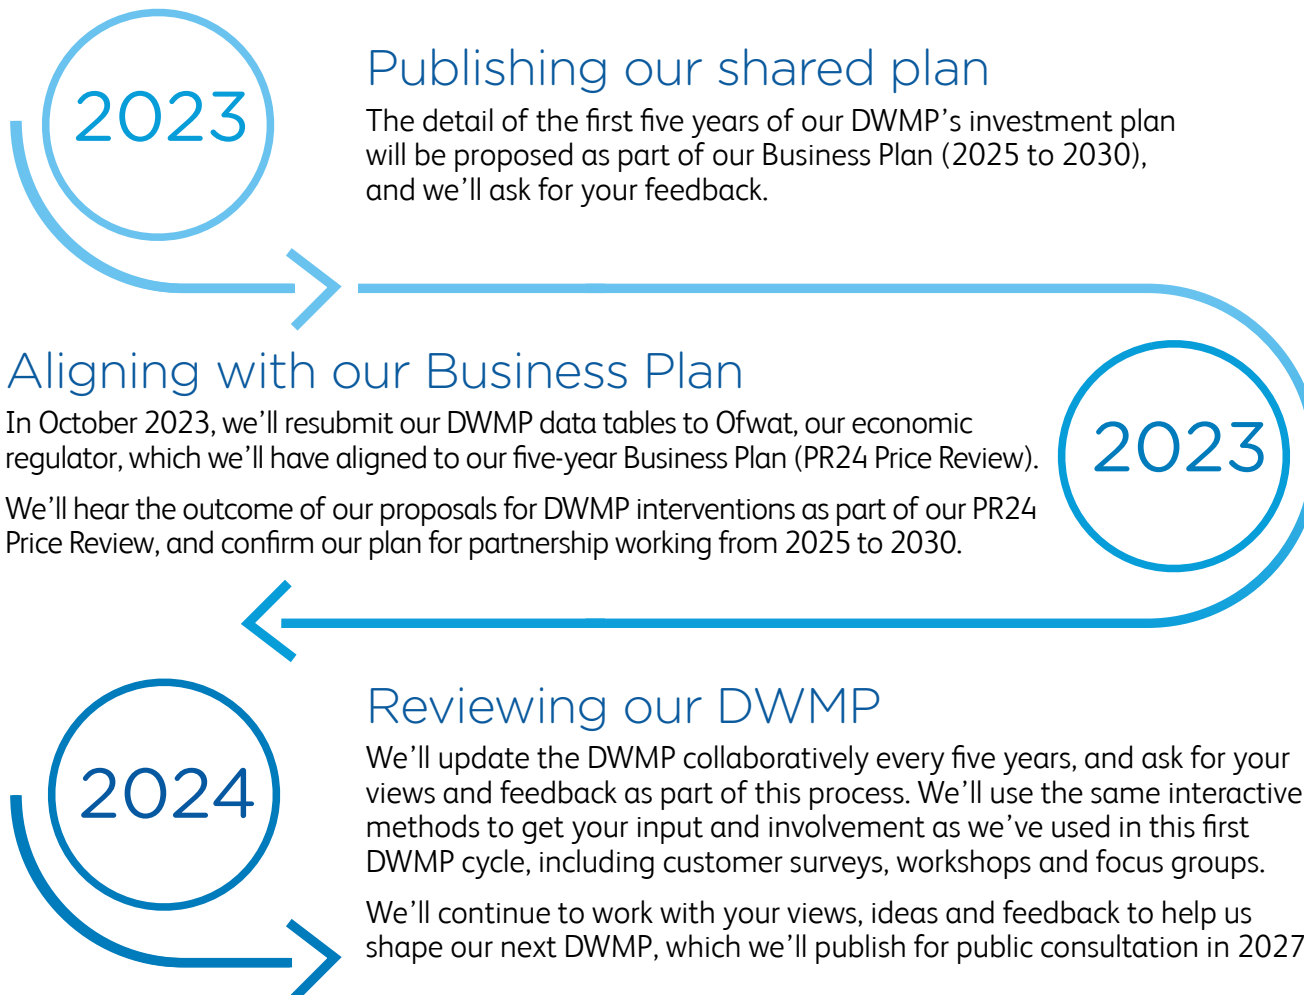 2023
Publishing our shared plan
The detail of the first five years of our DWMP’s investment plan
will be proposed as part of our Business Plan (2025 to 2030),
and we’ll ask for your feedback.
Aligning with our Business Plan
In October 2023, we’ll resubmit our DWMP data tables to Ofwat, our economic
regulator, which we’ll have aligned to our five-year Business Plan (PR24 Price Review).
We’ll hear the outcome of our proposals for DWMP interventions as part of our PR24
Price Review, and confirm our plan for partnership working from 2025 to 2030.
2023
2024
Reviewing our DWMP
We’ll update the DWMP collaboratively every five years, and ask for your
views and feedback as part of this process. We’ll use the same interactive
methods to get your input and involvement as we’ve used in this first
DWMP cycle, including customer surveys, workshops and focus groups.
We’ll continue to work with your views, ideas and feedback to help us
shape our next DWMP, which we’ll publish for public consultation in 2027